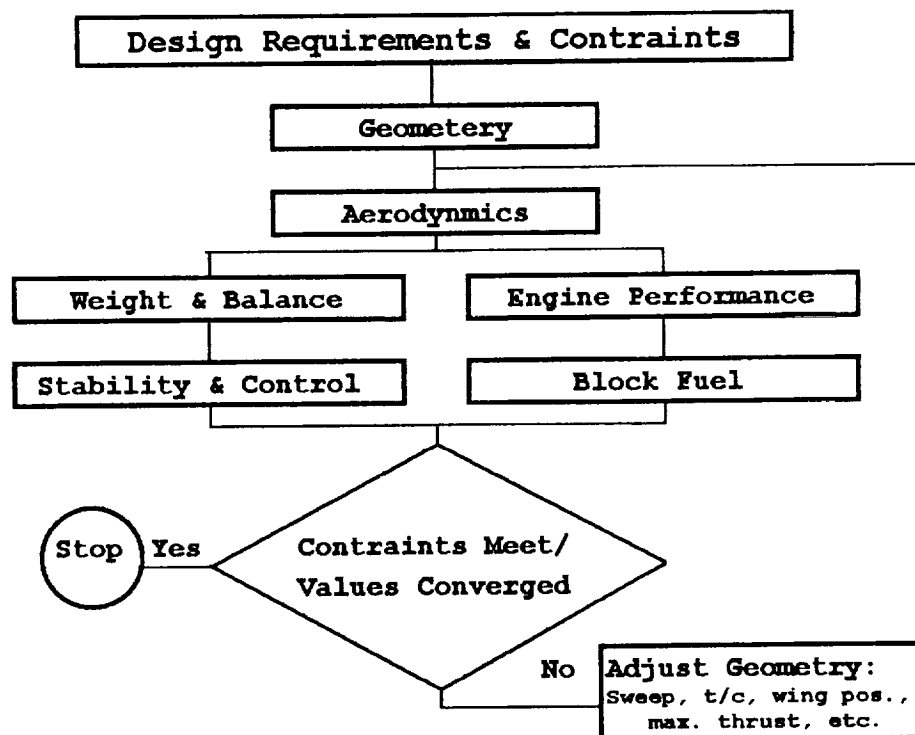 Design Requirements & Contraints
Geometery
Aerodynmics
Weight & Balance
Engine Performance
Stability & Control
Block Fuel
Stop
Yes
Contraints Meet/
Values Converged
No
Adjust Geometry:
Sweep, t/c, wing pos.,
max. thrust, etc.